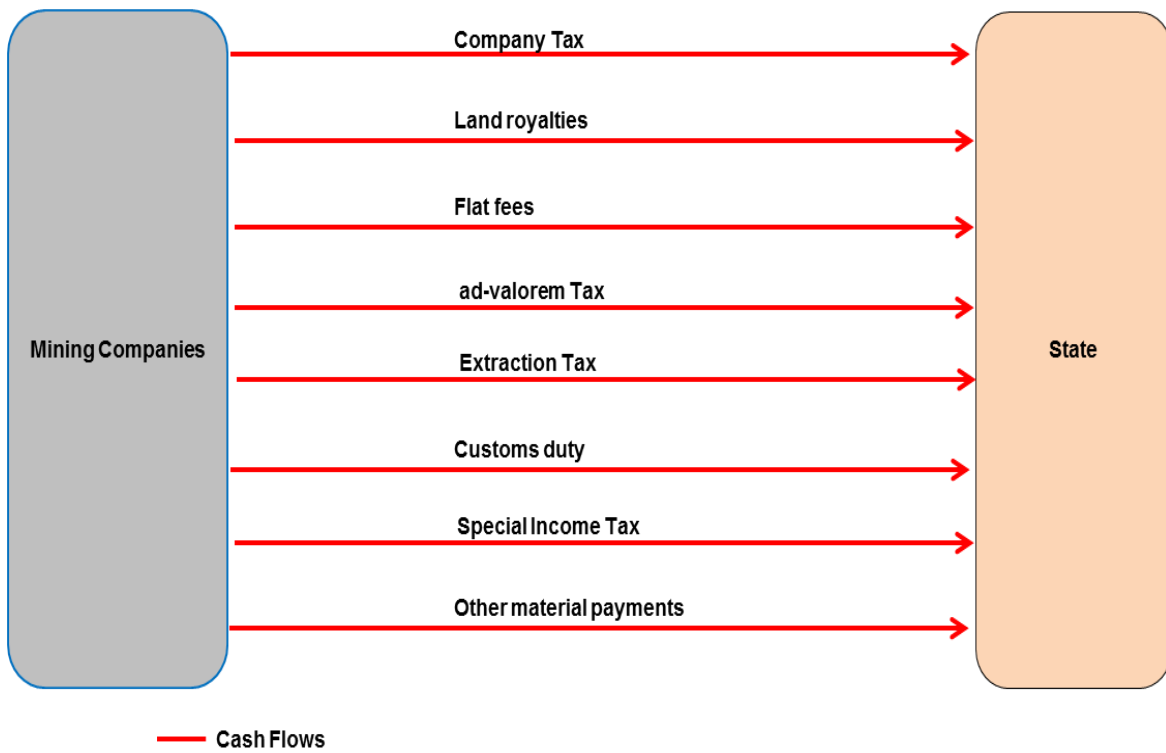 Company Tax
Land royalties
Flat fees
ad-valorem Tax
Mining Companies
State
Extraction Tax
Customs duty
Special Income Tax
Other material payments
Cash Flows